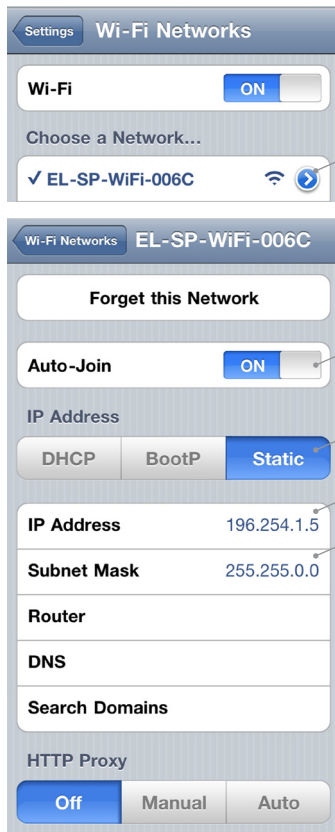 Settings Wi-Fi Networks
Wi-Fi ON
Choose a Network...
✓ EL-SP-WiFi-006C
Wi-Fi Networks EL-SP-WiFi-006C
Forget this Network
Auto-Join ON
IP Address
DHCP BootP Static
IP Address 196.254.1.5
Subnet Mask 255.255.0.0
Router
DNS
Search Domains
HTTP Proxy
Off Manual Auto